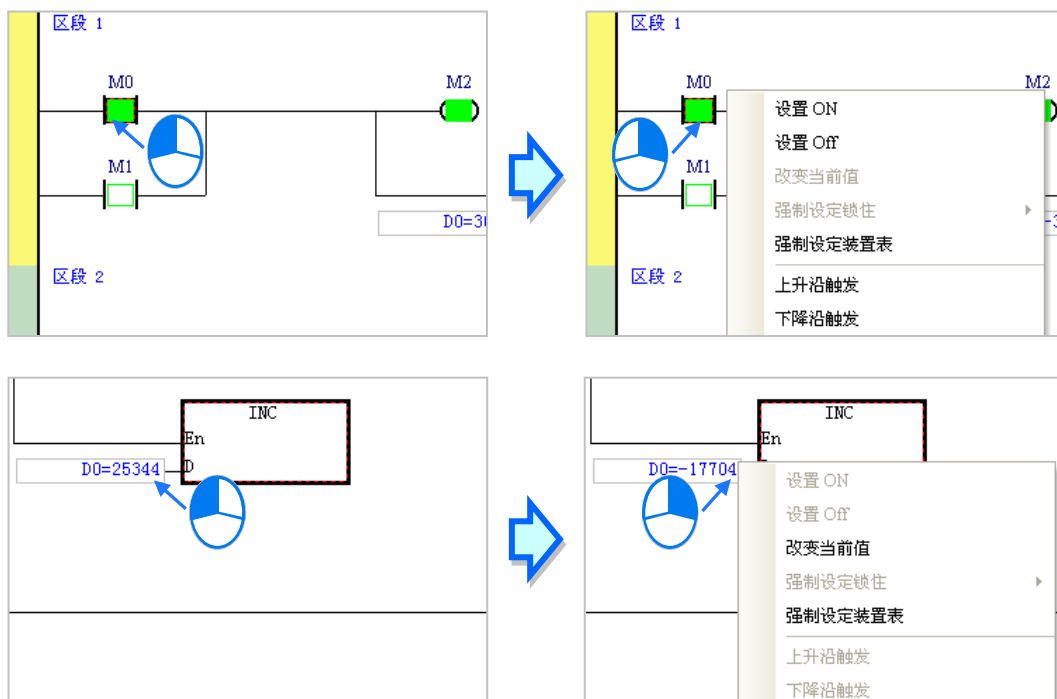 区段 1
M0
M2
M1
D0=3
区段 2
区段 1
M0
M2
设置 ON
设置 Off
M1
改变当前值
强制设定锁住
-3
强制设定装置表
区段 2
上升沿触发
下降沿触发
INC
En
D0=25344
D
INC
En
D0=-17704
设置 ON
设置 Off
改变当前值
强制设定锁住
强制设定装置表
上升沿触发
下降沿触发